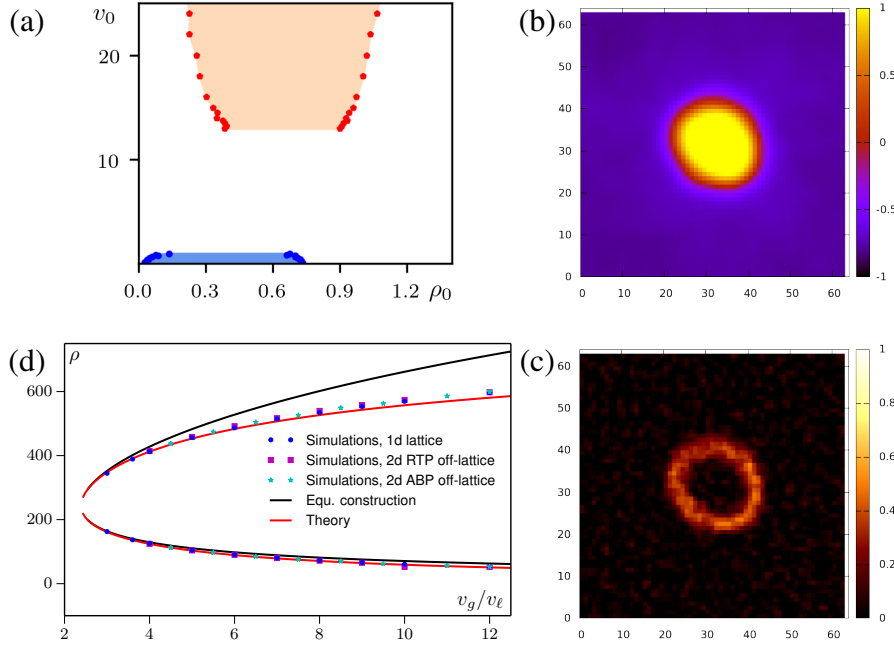 (a)
v₀
20
10
0.0 0.3 0.6 0.9 1.2 ρ₀
(b)
60
50
40
30
20
10
0
0 10 20 30 40 50 60
1
0.5
0
-0.5
-1
(d)
ρ
600
400
200
0
Simulations, 1d lattice
Simulations, 2d RTP off-lattice
Simulations, 2d ABP off-lattice
Equ. construction
Theory
v_g/v_ℓ
2 4 6 8 10 12
(c)
60
50
40
30
20
10
0
0 10 20 30 40 50 60
1
0.8
0.6
0.4
0.2
0